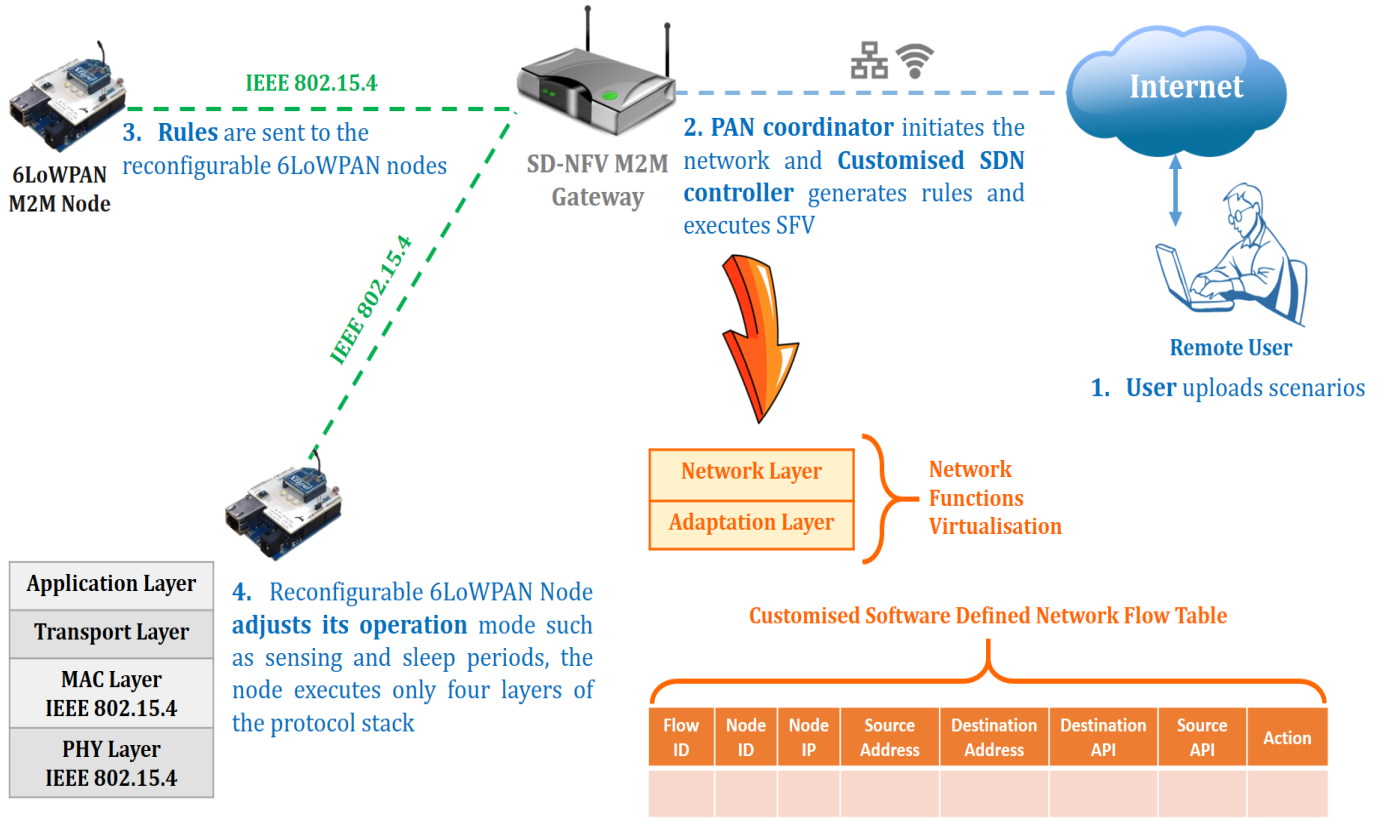 IEEE 802.15.4
Internet
3. Rules are sent to the
reconfigurable 6LoWPAN nodes
6LoWPAN
M2M Node
SD-NFV M2M
Gateway
2. PAN coordinator initiates the
network and Customised SDN
controller generates rules and
executes SFV
IEEE 802.15.4
Remote User
1. User uploads scenarios
Network Layer
Adaptation Layer
Network
Functions
Virtualisation
Application Layer
Transport Layer
MAC Layer
IEEE 802.15.4
PHY Layer
IEEE 802.15.4
4. Reconfigurable 6LoWPAN Node
adjusts its operation mode such
as sensing and sleep periods, the
node executes only four layers of
the protocol stack
Customised Software Defined Network Flow Table
Flow ID
Node ID
Node IP
Source Address
Destination Address
Destination API
Source API
Action